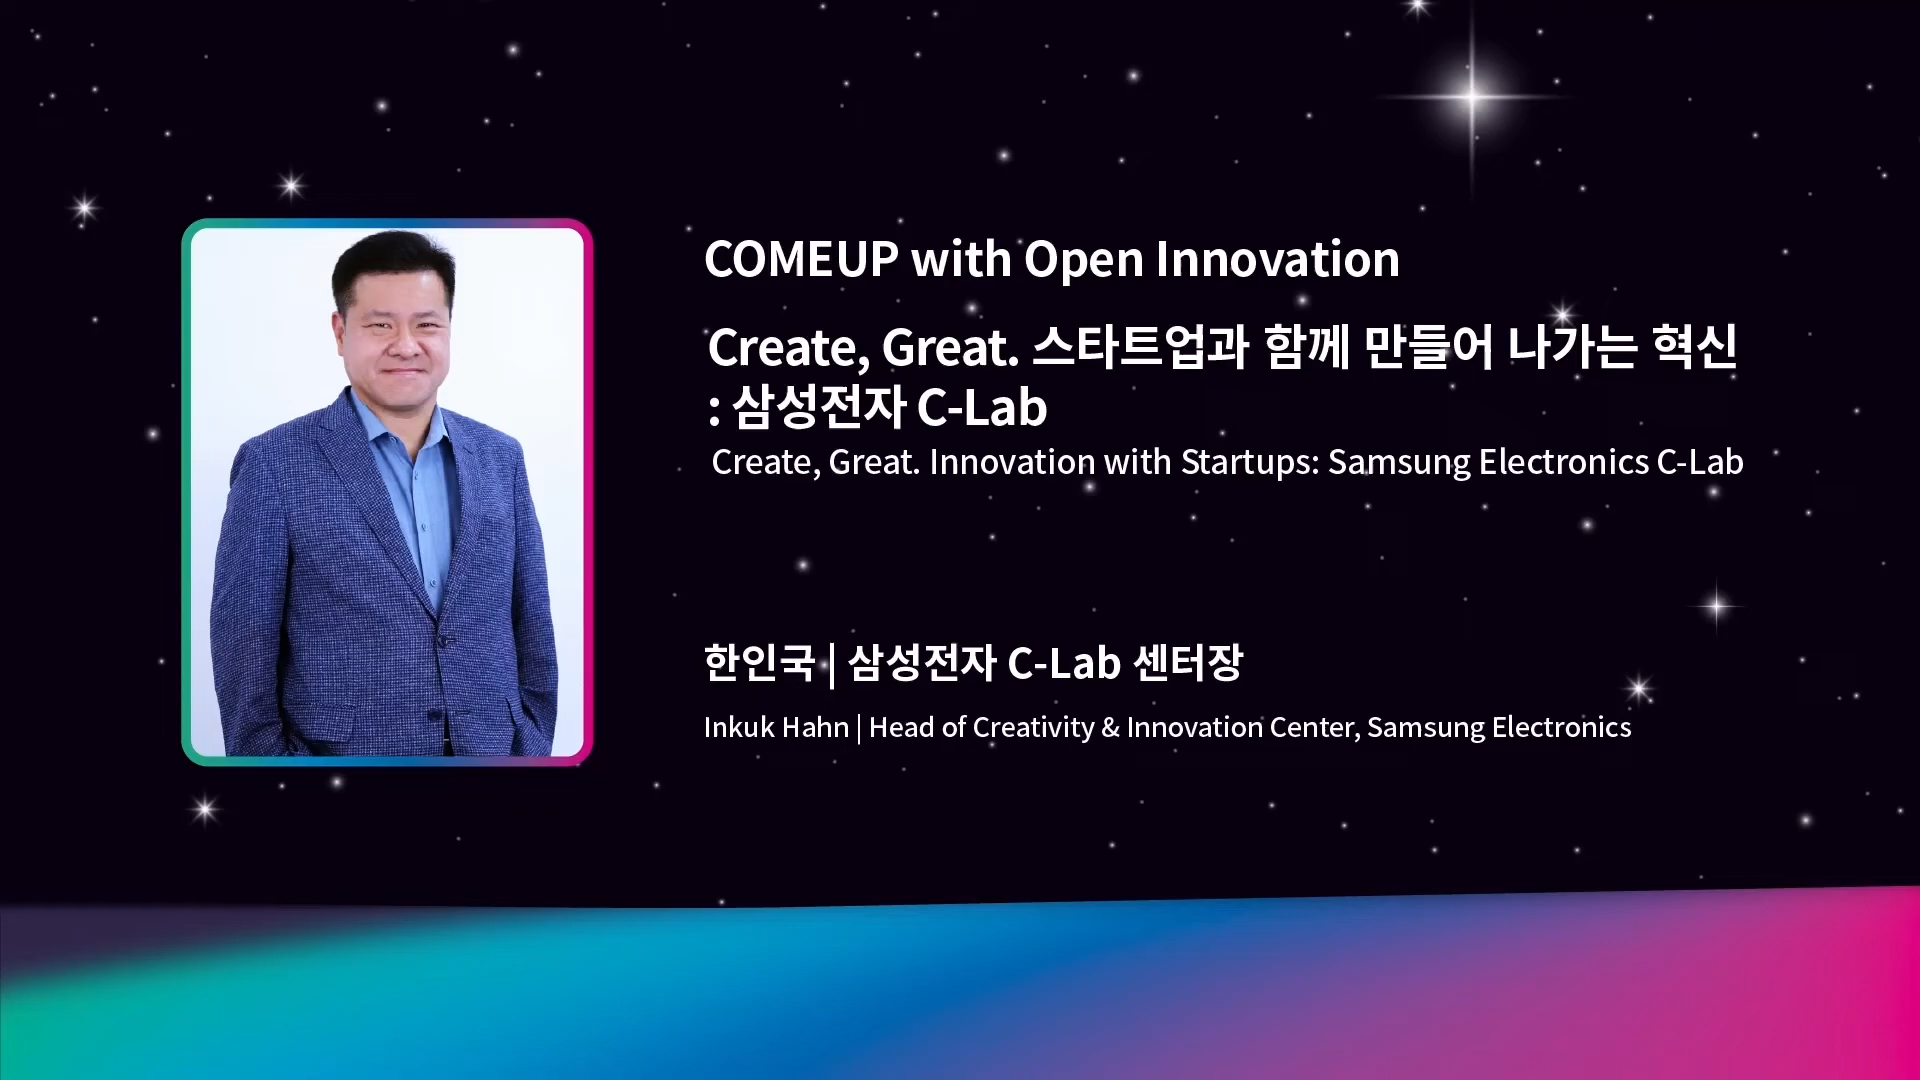 COMEUP with Open Innovation
Create, Great. 스타트업과 함께 만들어 나가는 혁신
: 삼성전자 C-Lab
Create, Great. Innovation with Startups: Samsung Electronics C-Lab
한인국 | 삼성전자 C-Lab 센터장
Inkuk Hahn | Head of Creativity & Innovation Center, Samsung Electronics